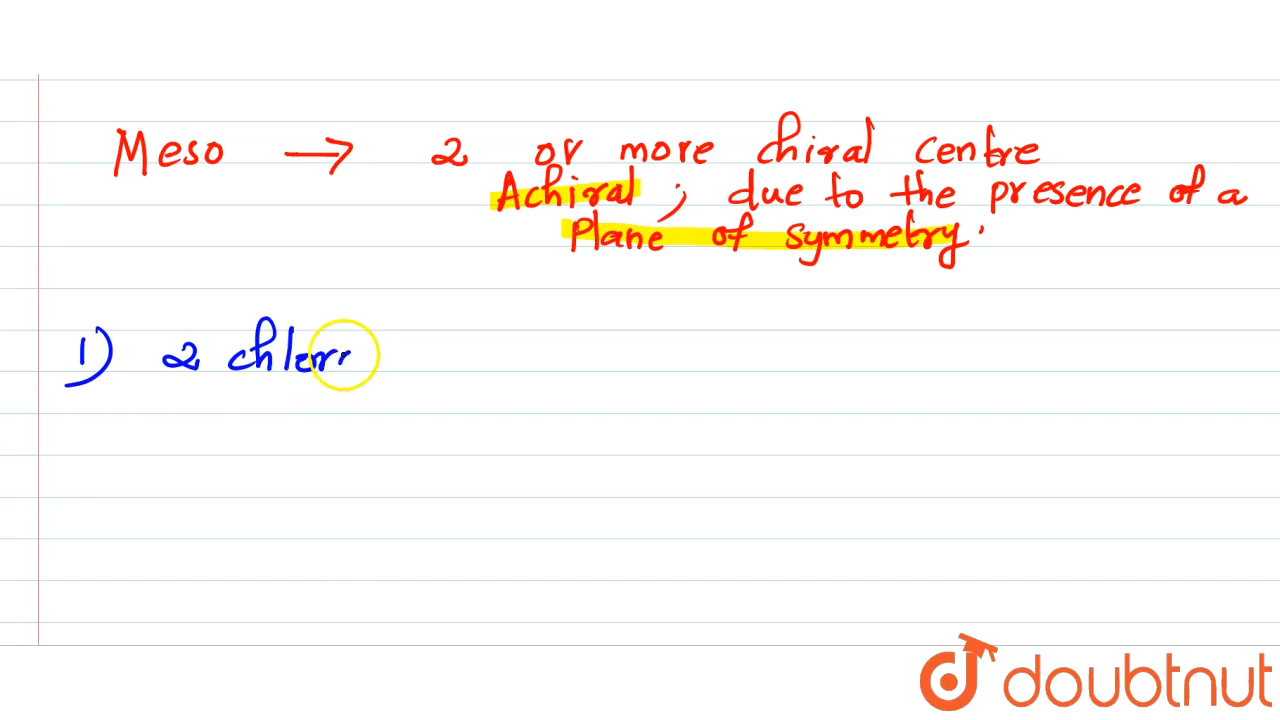 Meso → 2 or more chiral centre
Achiral ; due to the presence of a
Plane of symmetry.
1) 2 chlor
doubtnut